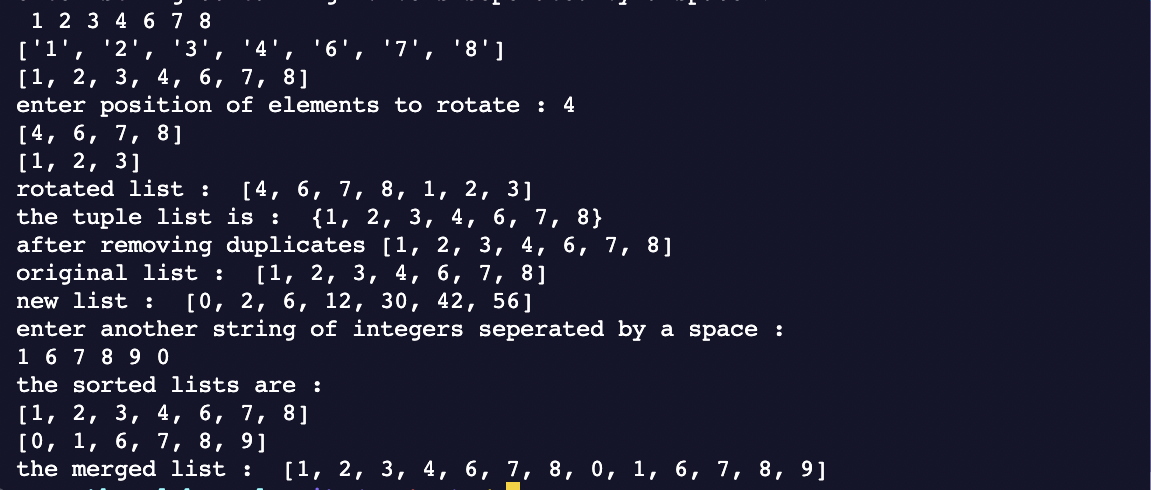 1 2 3 4 6 7 8
['1', '2', '3', '4', '6', '7', '8']
[1, 2, 3, 4, 6, 7, 8]
enter position of elements to rotate : 4
[4, 6, 7, 8]
[1, 2, 3]
rotated list :  [4, 6, 7, 8, 1, 2, 3]
the tuple list is :  {1, 2, 3, 4, 6, 7, 8}
after removing duplicates [1, 2, 3, 4, 6, 7, 8]
original list :  [1, 2, 3, 4, 6, 7, 8]
new list :  [0, 2, 6, 12, 30, 42, 56]
enter another string of integers seperated by a space :
1 6 7 8 9 0
the sorted lists are :
[1, 2, 3, 4, 6, 7, 8]
[0, 1, 6, 7, 8, 9]
the merged list :  [1, 2, 3, 4, 6, 7, 8, 0, 1, 6, 7, 8, 9]